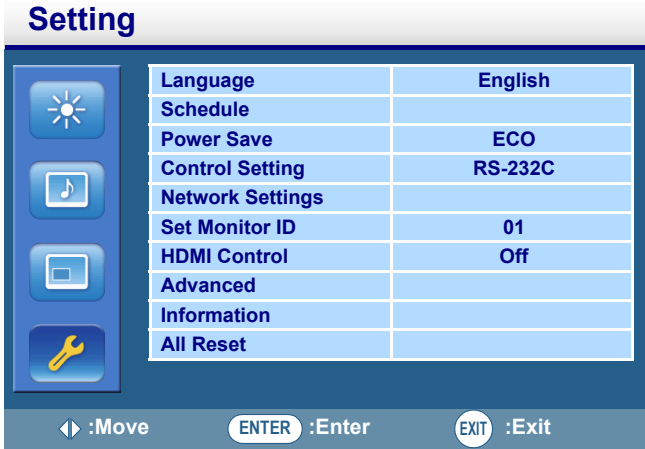 Setting
Language English
Schedule
Power Save ECO
Control Setting RS-232C
Network Settings
Set Monitor ID 01
HDMI Control Off
Advanced
Information
All Reset
:Move ENTER :Enter EXIT :Exit